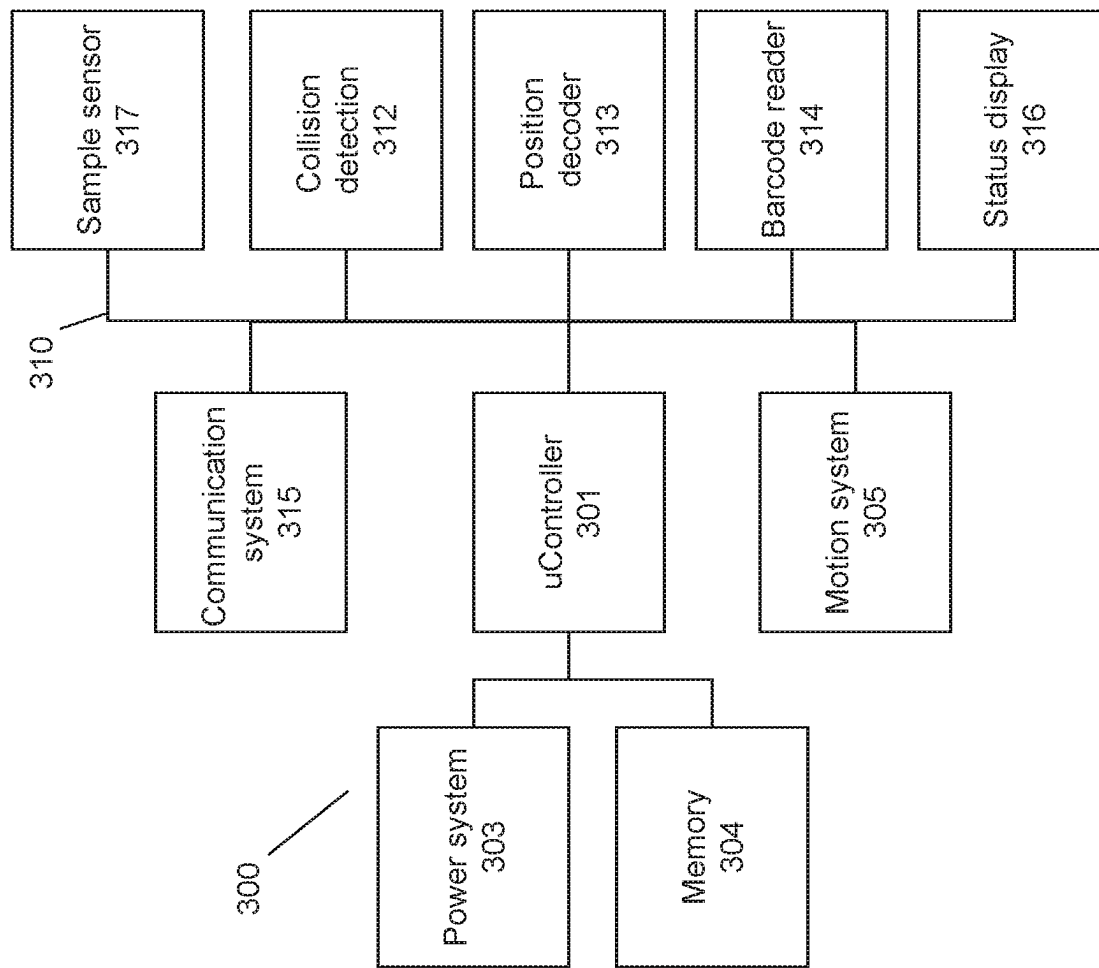 300
Memory
304
Power system
303
Motion system
305
uController
301
Communication
system
315
310
Status display
316
Barcode reader
314
Position
decoder
313
Collision
detection
312
Sample sensor
317